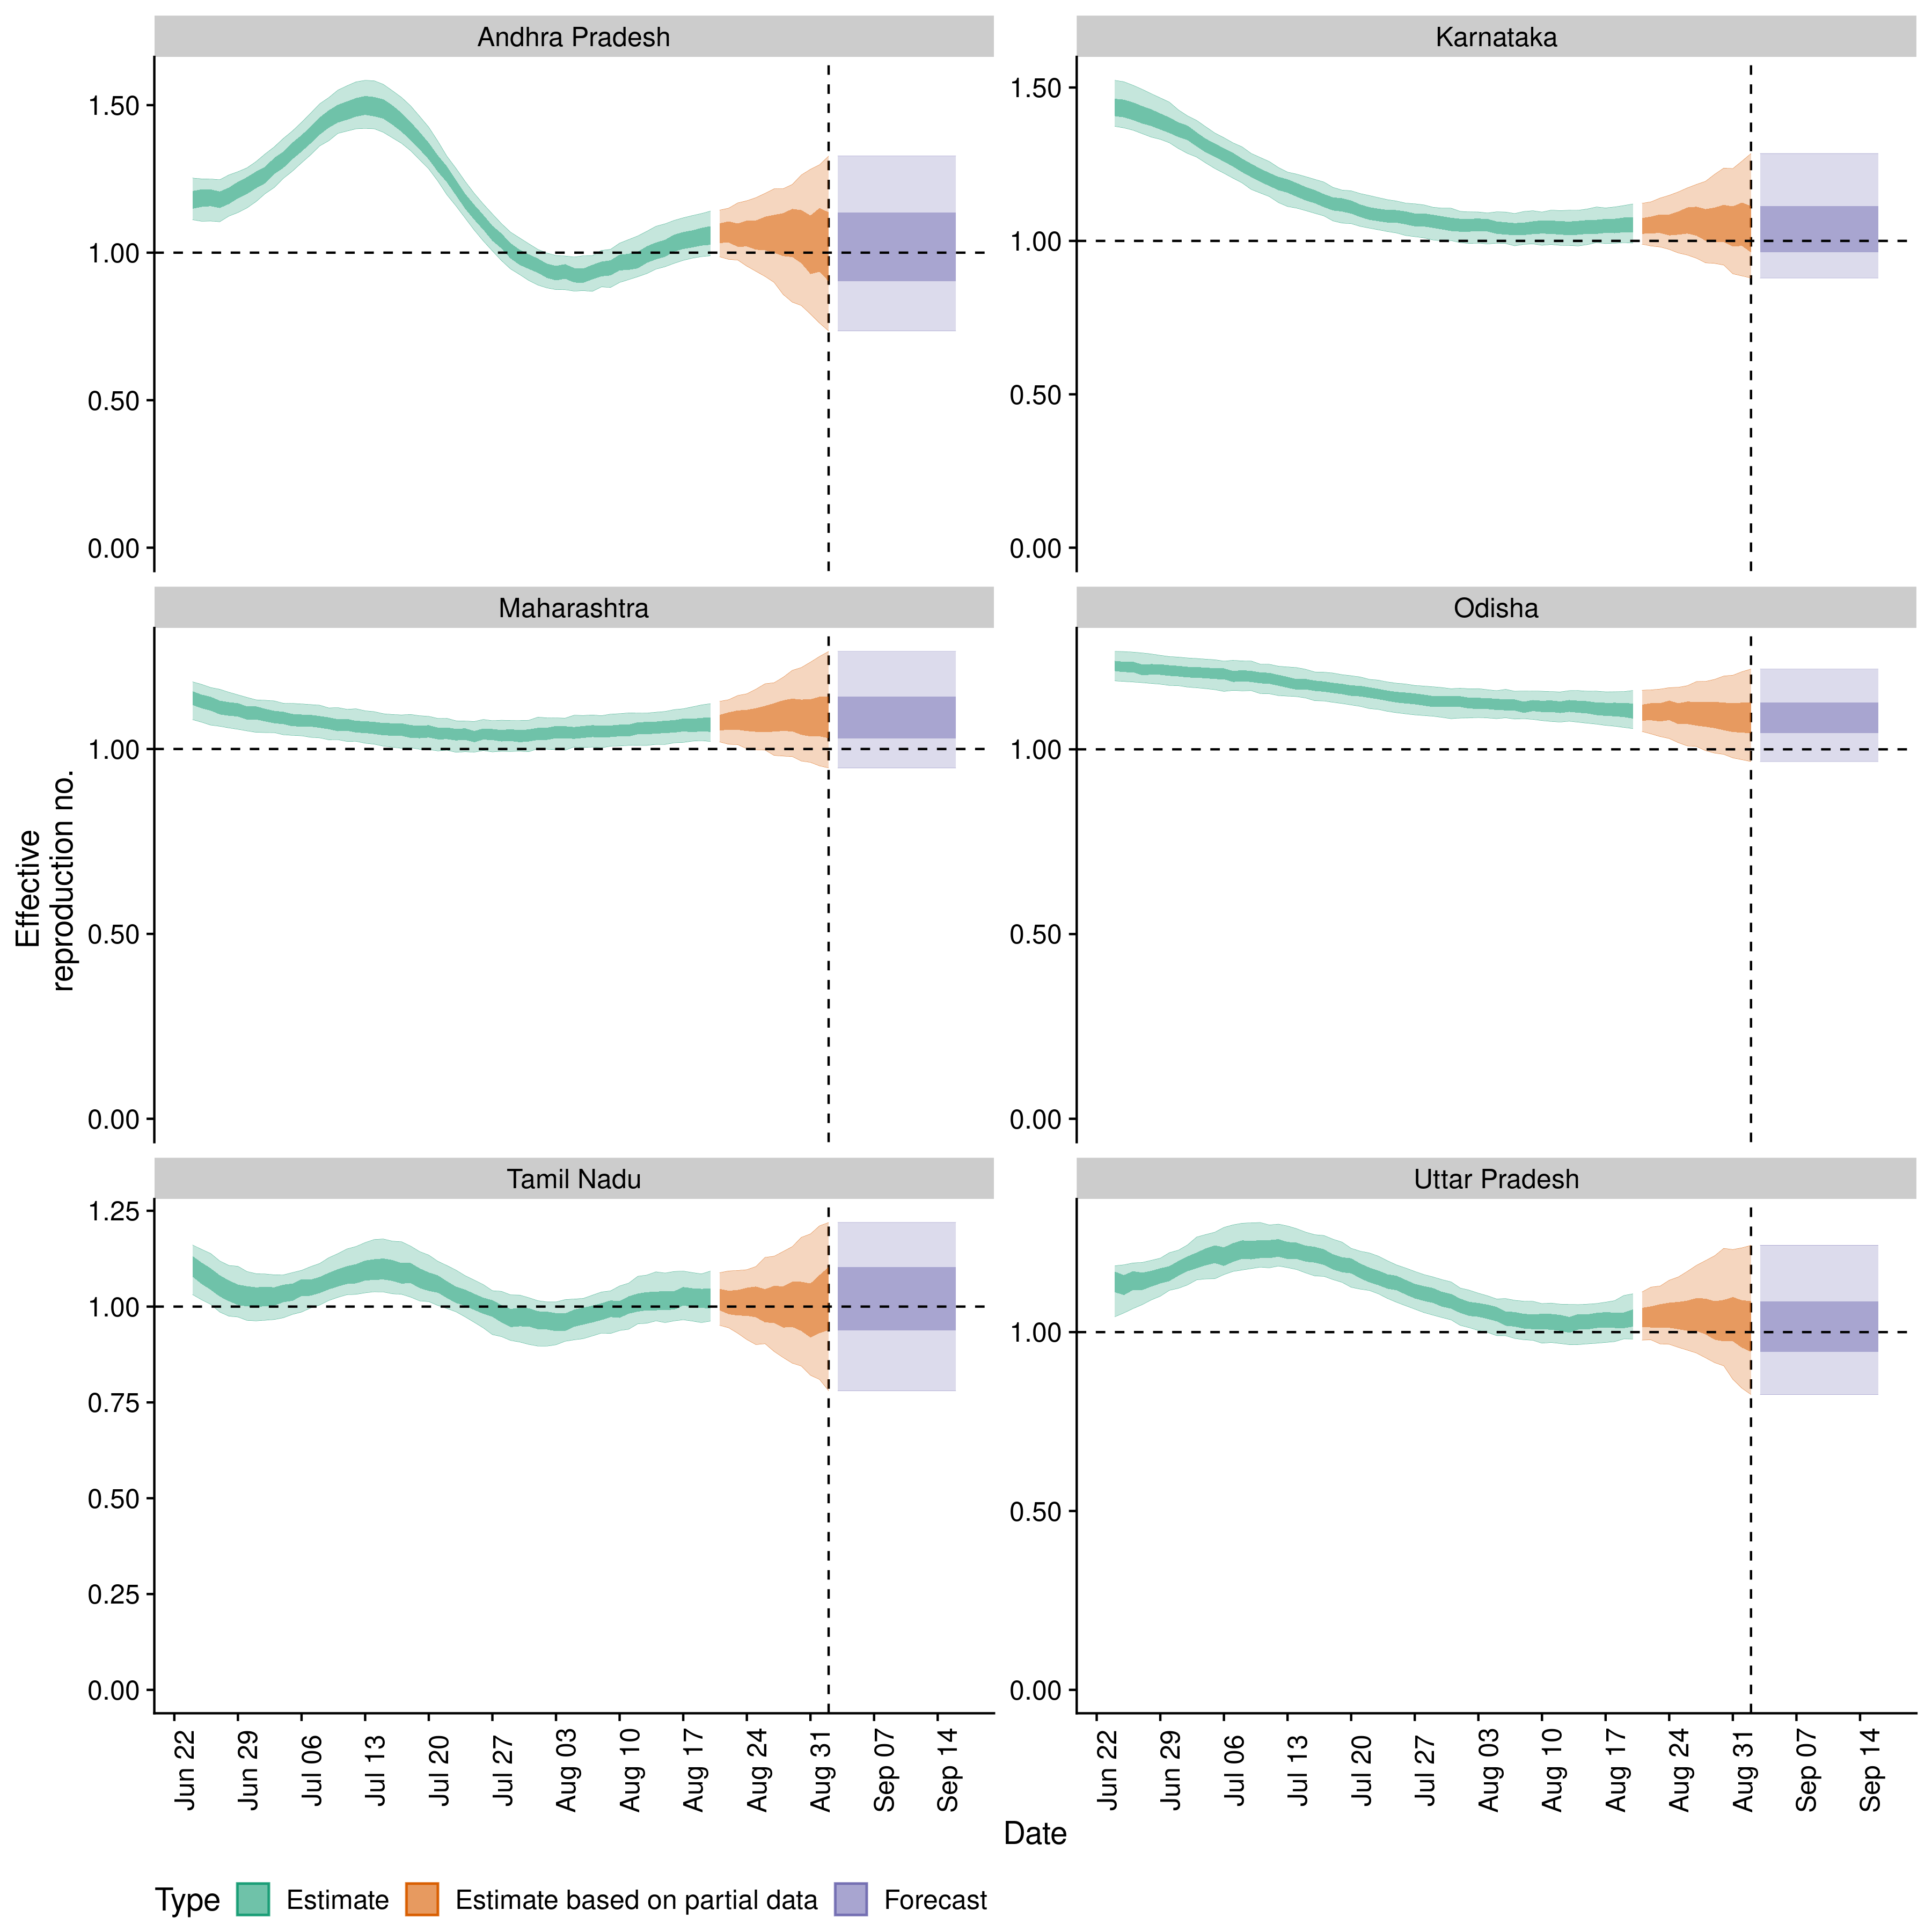 Andhra Pradesh
Karnataka
1.50
1.00
0.50
0.00
1.50
1.00
0.50
0.00
Maharashtra
Odisha
1.00
0.50
0.00
1.00
0.50
0.00
Effective
reproduction no.
Tamil Nadu
Uttar Pradesh
1.25
1.00
0.75
0.50
0.25
0.00
1.00
0.50
0.00
Jun 22
Jun 29
Jul 06
Jul 13
Jul 20
Jul 27
Aug 03
Aug 10
Aug 17
Aug 24
Aug 31
Sep 07
Sep 14
Jun 22
Jun 29
Jul 06
Jul 13
Jul 20
Jul 27
Aug 03
Aug 10
Aug 17
Aug 24
Aug 31
Sep 07
Sep 14
Date
Type Estimate Estimate based on partial data Forecast